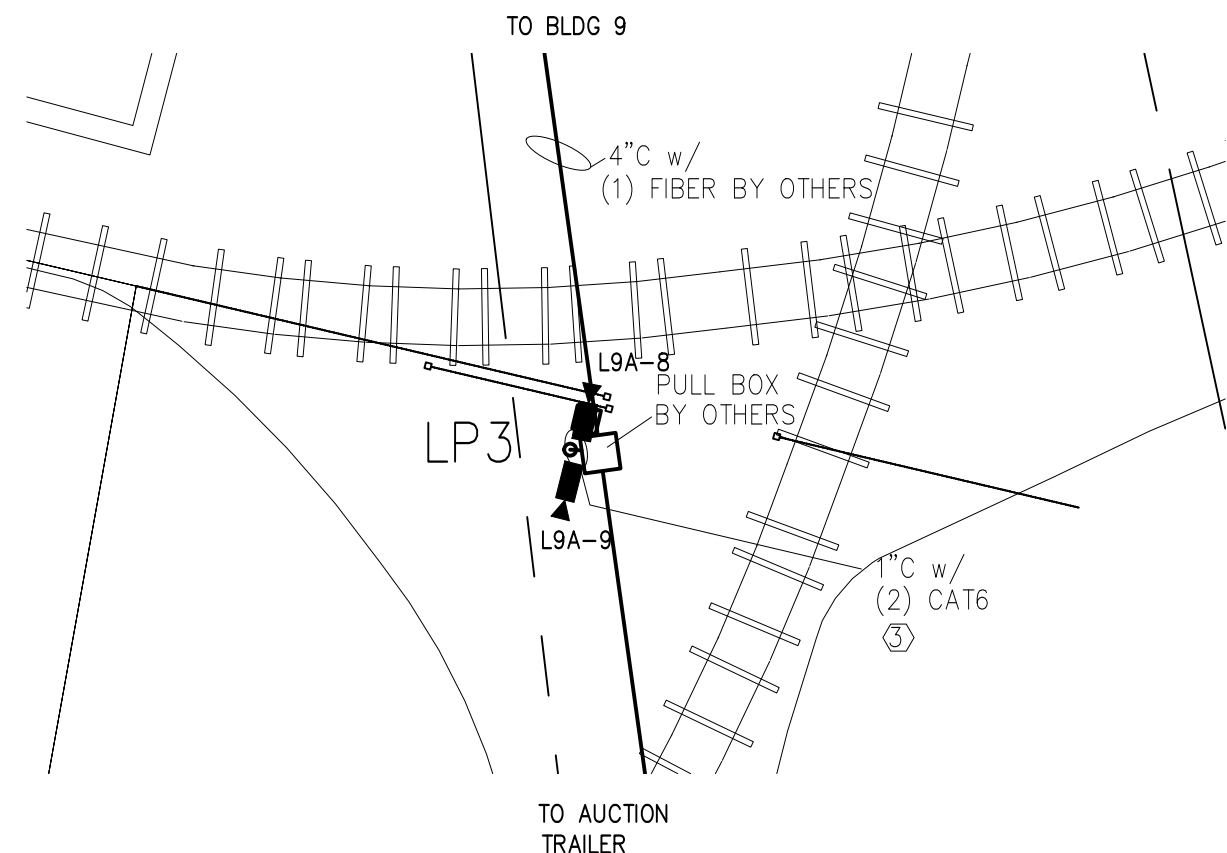 TO BLDG 9
4"C w/
(1) FIBER BY OTHERS
L9A-8
PULL BOX
BY OTHERS
LP3
L9A-9
1"C w/
(2) CAT6
3
TO AUCTION
TRAILER